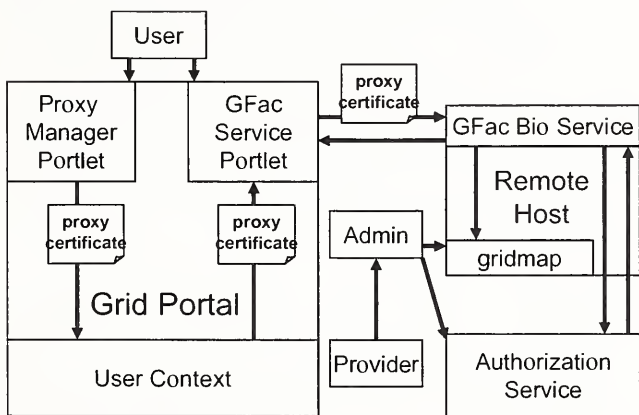 User
proxy
certificate
Proxy
Manager
Portlet
GFac
Service
Portlet
GFac Bio Service
Remote
Host
proxy
certificate
proxy
certificate
Admin
gridmap
Grid Portal
User Context
Provider
Authorization
Service